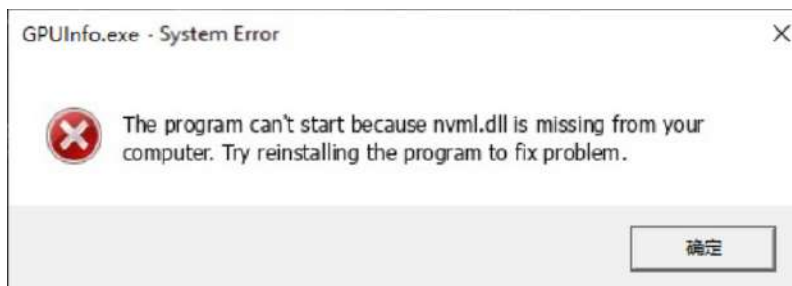 GPUInfo.exe - System Error
The program can't start because nvml.dll is missing from your
computer. Try reinstalling the program to fix problem.
确定